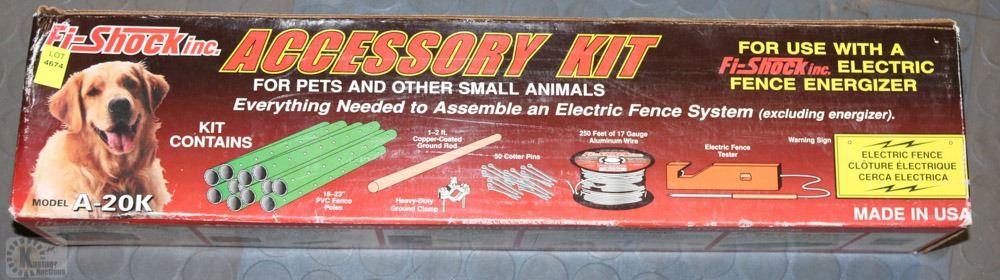 Fi-Shock inc.
LOT
4674
ACCESSORY KIT
FOR PETS AND OTHER SMALL ANIMALS
Everything Needed to Assemble an Electric Fence System (excluding energizer).
FOR USE WITH A
Fi-Shock inc. ELECTRIC
FENCE ENERGIZER
KIT
CONTAINS
18-23"
PVC Fence
Poles
1-2 ft.
Copper-Coated
Ground Rod
Heavy-Duty
Ground Clamp
50 Cotter Pins
250 Feet of 17 Gauge
Aluminum Wire
Electric Fence
Tester
Warning Sign
ELECTRIC FENCE
CLÔTURE ÉLECTRIQUE
CERCA ELECTRICA
MODEL A-20K
MADE IN USA
Kastner
Auctions